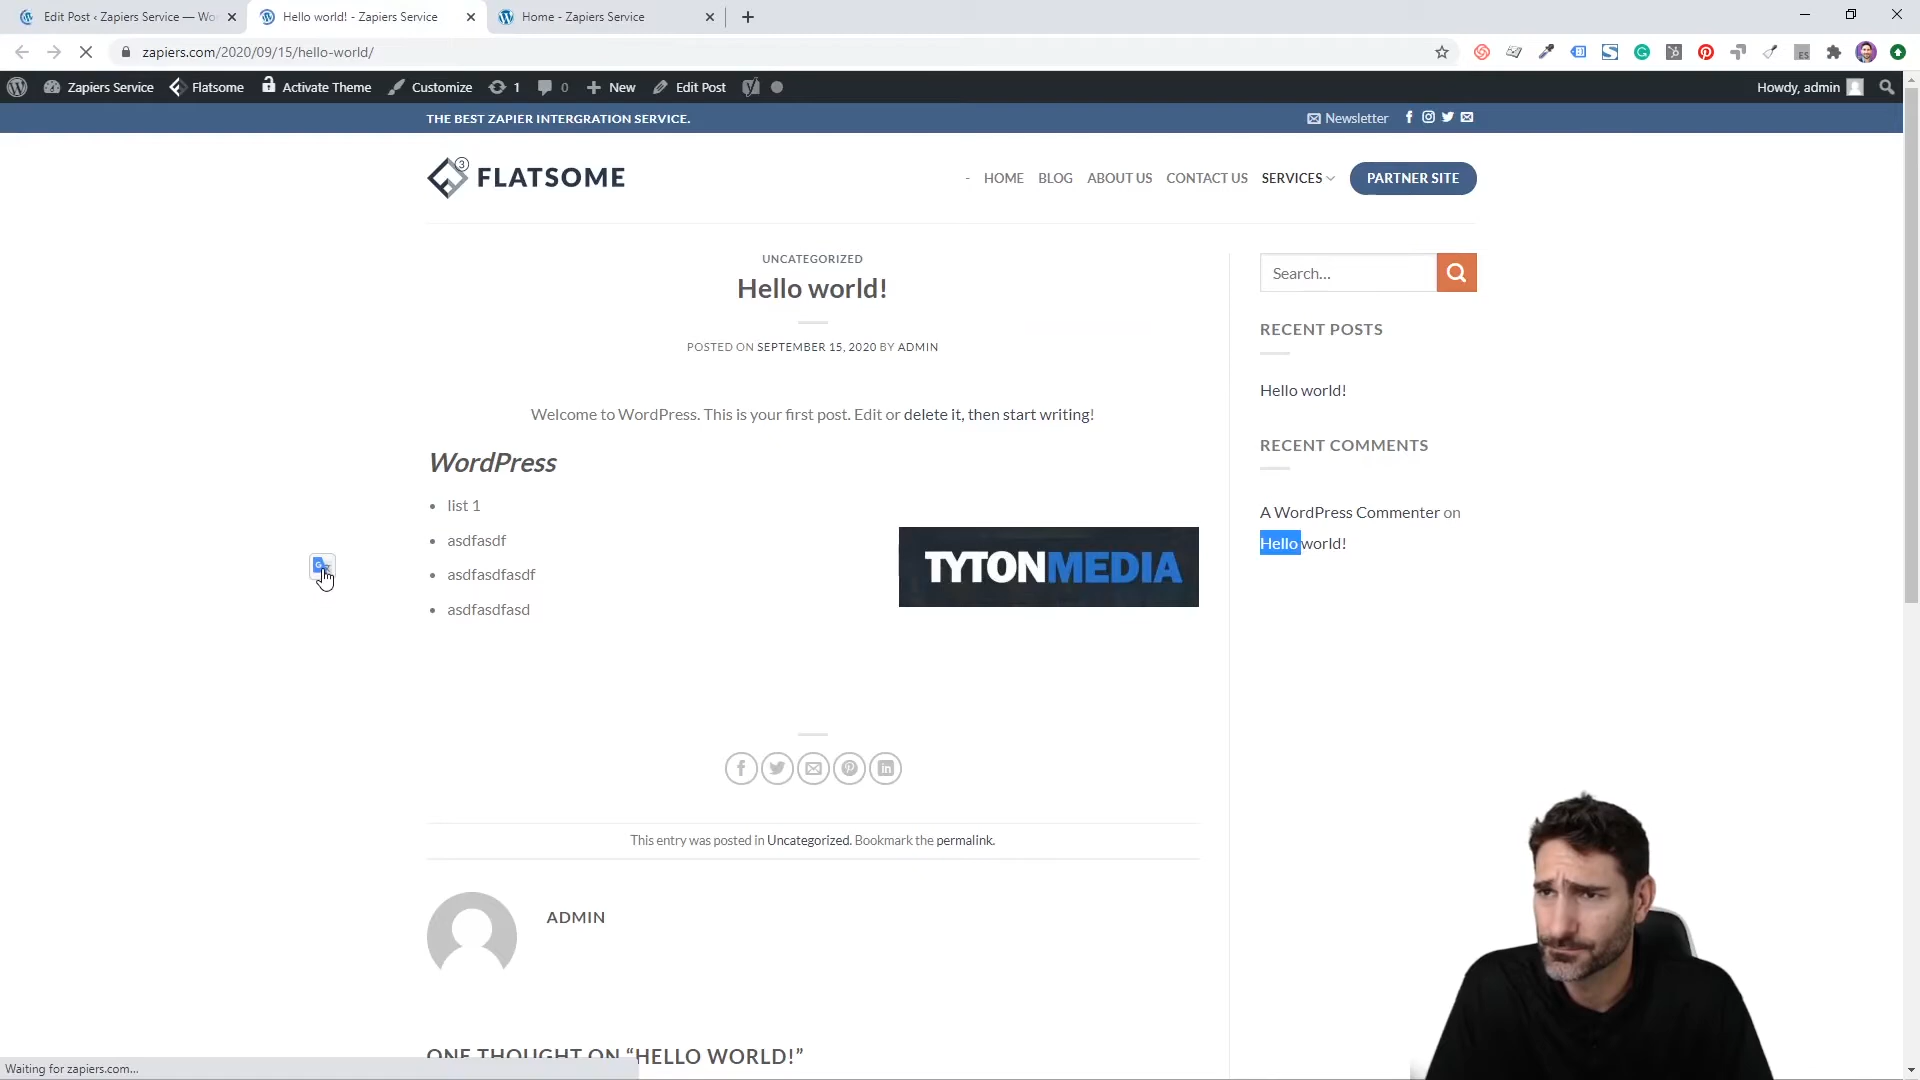 Edit Post ‹ Zapiers Service — Wo
Hello world! - Zapiers Service
Home - Zapiers Service
zapiers.com/2020/09/15/hello-world/
Zapiers Service
Flatsome
Activate Theme
Customize
1
0
New
Edit Post
Howdy, admin
THE BEST ZAPIER INTERGRATION SERVICE.
Newsletter
3
FLATSOME
-
HOME
BLOG
ABOUT US
CONTACT US
SERVICES
PARTNER SITE
UNCATEGORIZED
Hello world!
POSTED ON SEPTEMBER 15, 2020 BY ADMIN
Welcome to WordPress. This is your first post. Edit or delete it, then start writing!
WordPress
• list 1
• asdfasdf
• asdfasdfasdf
• asdfasdfasd
TYTONMEDIA
Search…
RECENT POSTS
Hello world!
RECENT COMMENTS
A WordPress Commenter on
Hello world!
This entry was posted in Uncategorized. Bookmark the permalink.
ADMIN
ONE THOUGHT ON “HELLO WORLD!”
Waiting for zapiers.com...